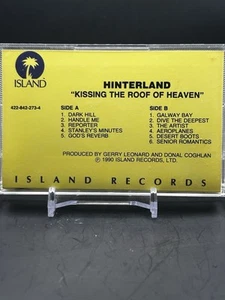 ISLAND
HINTERLAND
"KISSING THE ROOF OF HEAVEN"
422-842-273-4
SIDE A
1. DARK HILL
2. HANDLE ME
3. REPORTER
4. STANLEY'S MINUTES
5. GOD'S REVERB
SIDE B
1. GALWAY BAY
2. DIVE THE DEEPEST
3. THE ARTIST
4. AEROPLANES
5. DESERT BOOTS
6. SENIOR ROMANTICS
PRODUCED BY GERRY LEONARD AND DONAL COGHLAN
Ⓟ 1990 ISLAND RECORDS, LTD.
ISLAND RECORDS